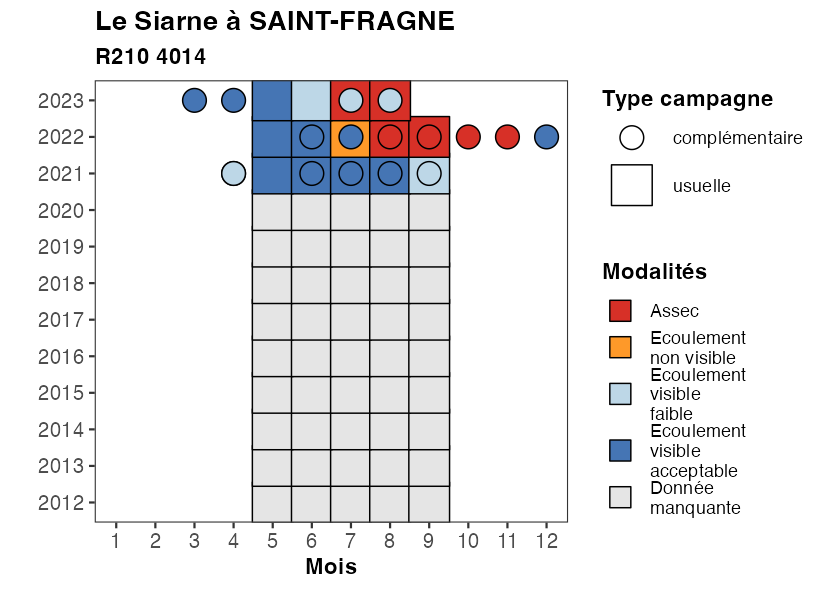 Le Siarne à SAINT-FRAGNE
R210 4014
2023
2022
2021
2020
2019
2018
2017
2016
2015
2014
2013
2012
1 2 3 4 5 6 7 8 9 10 11 12
Mois
Type campagne
complémentaire
usuelle
Modalités
Assec
Ecoulement
non visible
Ecoulement
visible
faible
Ecoulement
visible
acceptable
Donnée
manquante